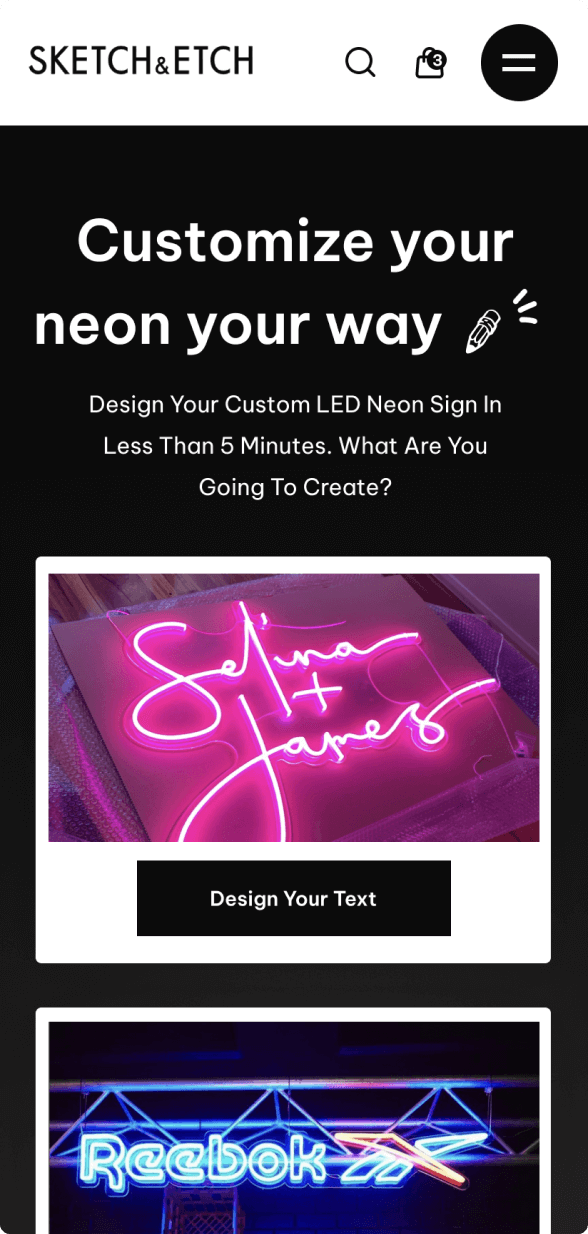 SKETCH&ETCH
3
Customize your
neon your way
Design Your Custom LED Neon Sign In
Less Than 5 Minutes. What Are You
Going To Create?
Selina
+
James
Design Your Text
Reebok